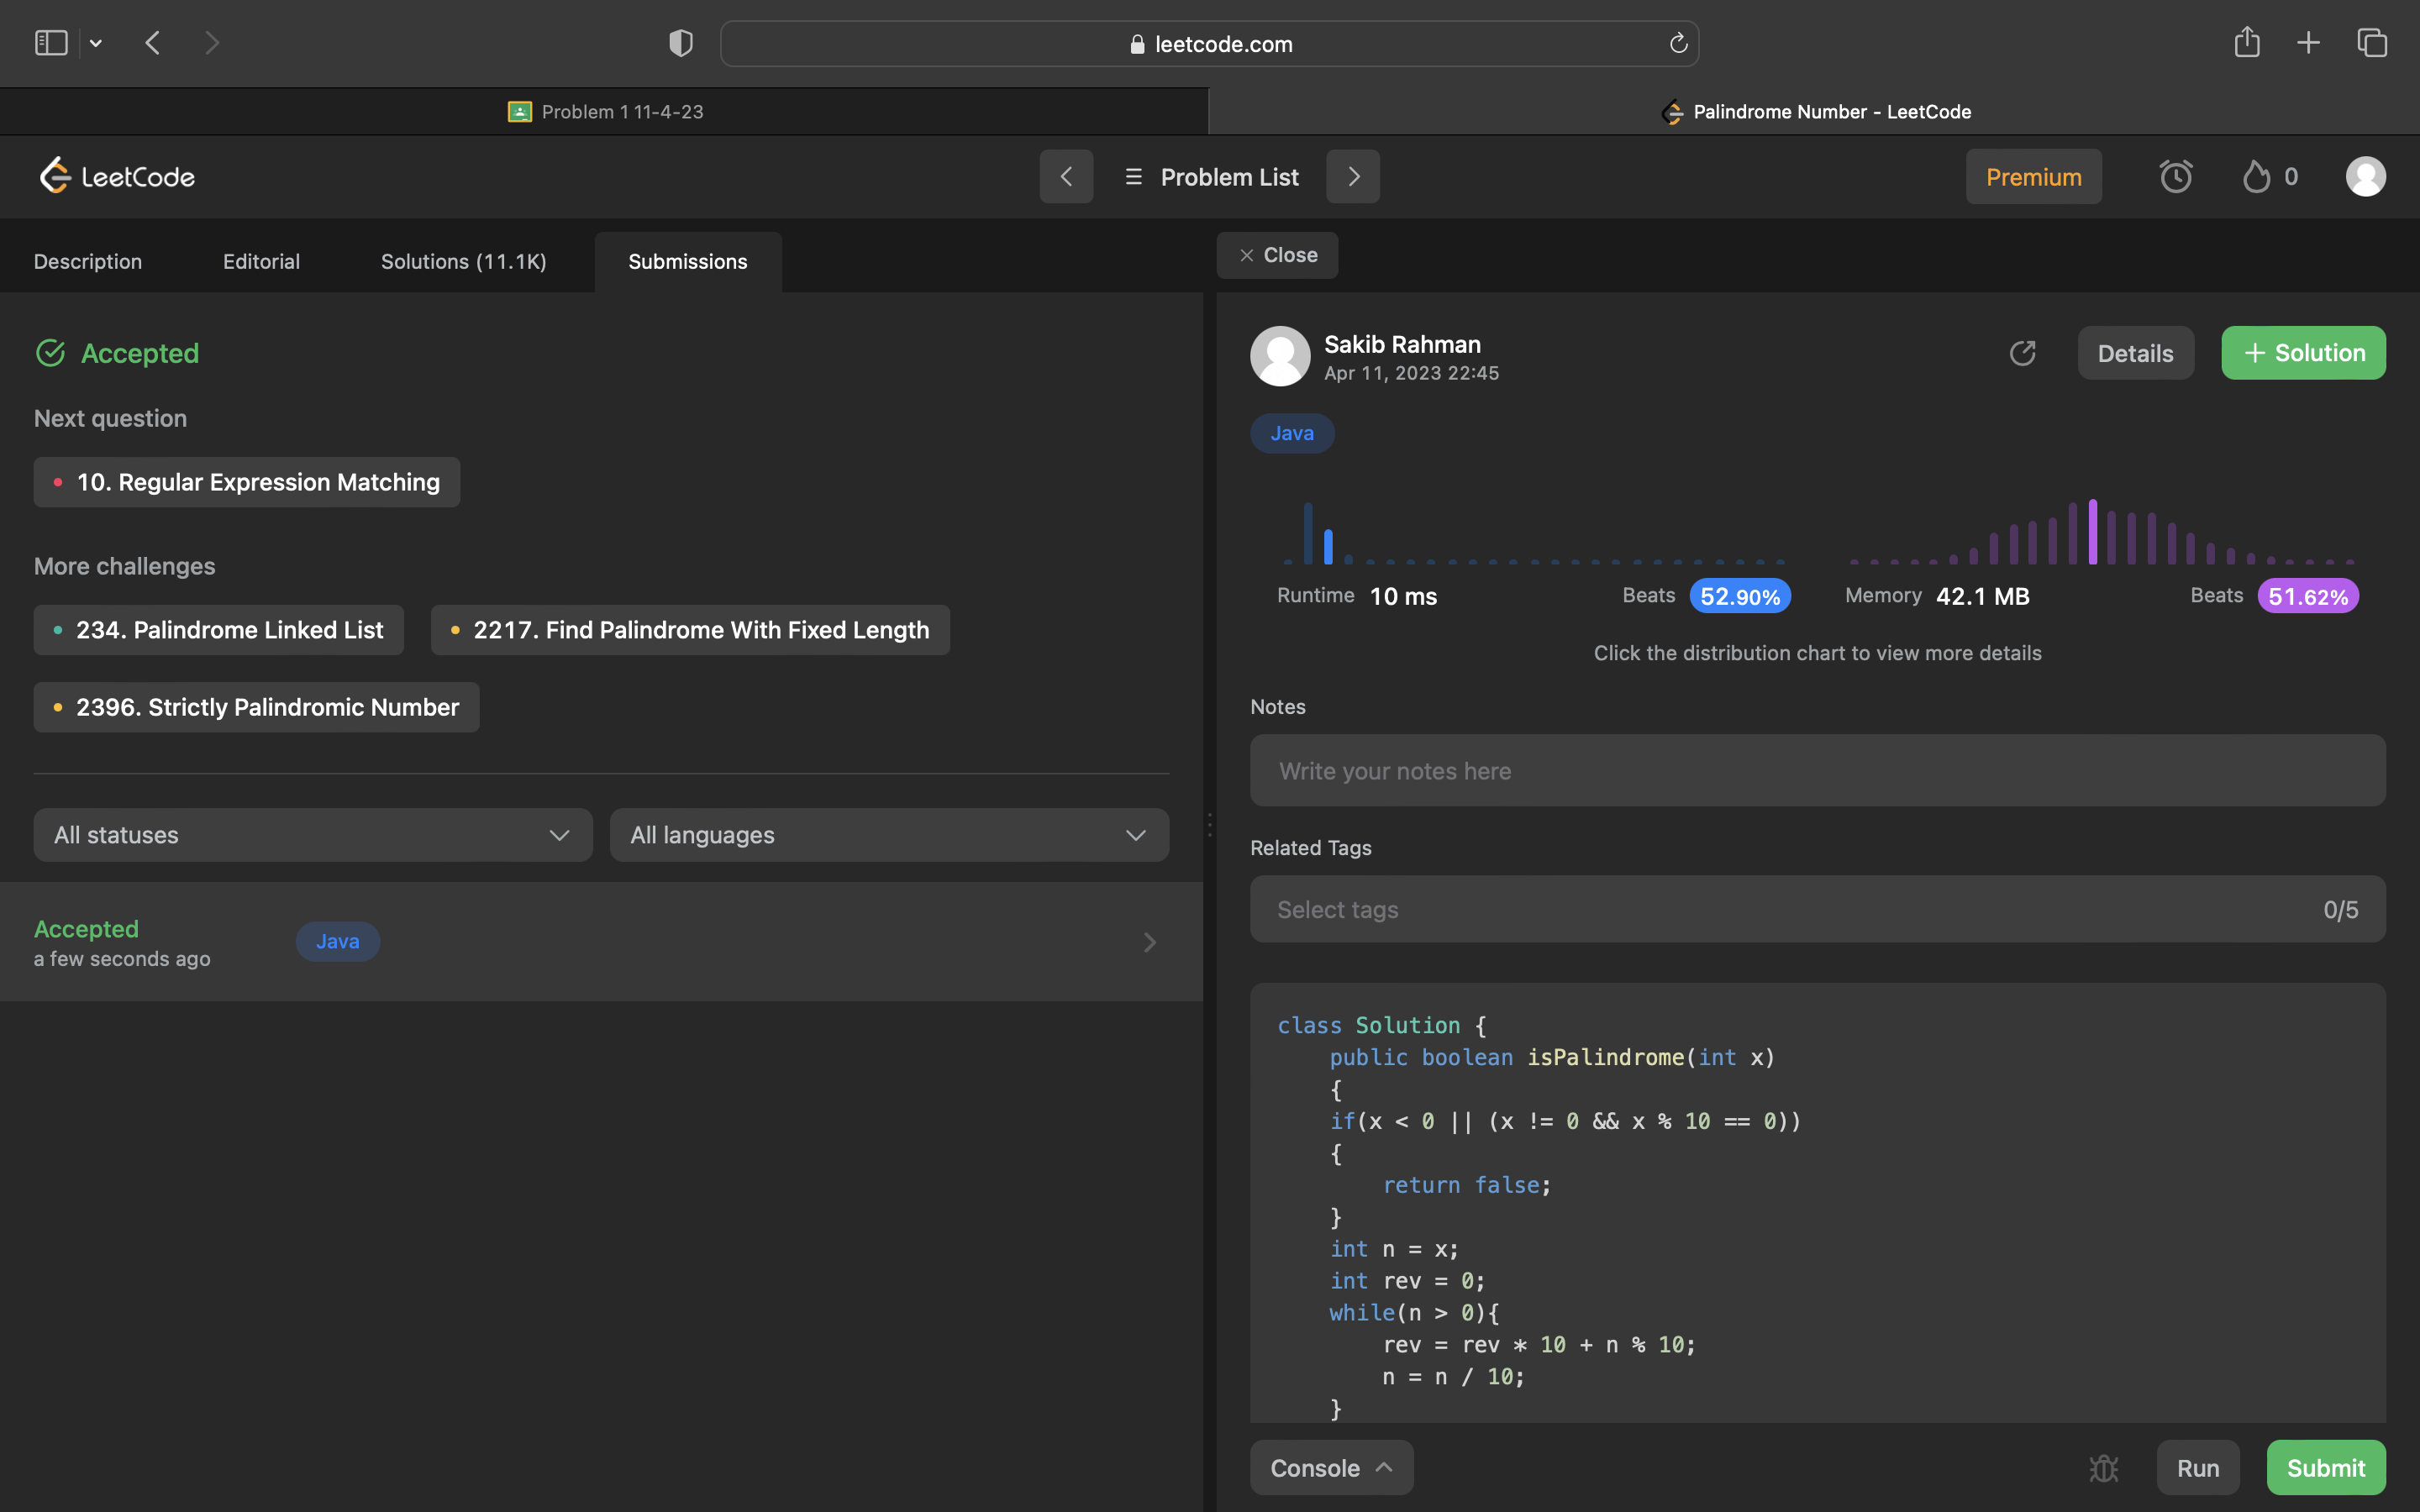 leetcode.com
Problem 1 11-4-23
Palindrome Number - LeetCode
LeetCode
Problem List
Premium
0
Description
Editorial
Solutions (11.1K)
Submissions
Close
Accepted
Next question
10. Regular Expression Matching
More challenges
234. Palindrome Linked List
2217. Find Palindrome With Fixed Length
2396. Strictly Palindromic Number
All statuses
All languages
Accepted
a few seconds ago
Java
Sakib Rahman
Apr 11, 2023 22:45
Details
+ Solution
Java
Runtime 10 ms
Beats 52.90%
Memory 42.1 MB
Beats 51.62%
Click the distribution chart to view more details
Notes
Write your notes here
Related Tags
Select tags
0/5
class Solution {
    public boolean isPalindrome(int x)
    {
    if(x < 0 || (x != 0 && x % 10 == 0))
    {
        return false;
    }
    int n = x;
    int rev = 0;
    while(n > 0){
        rev = rev * 10 + n % 10;
        n = n / 10;
    }
Console
Run
Submit